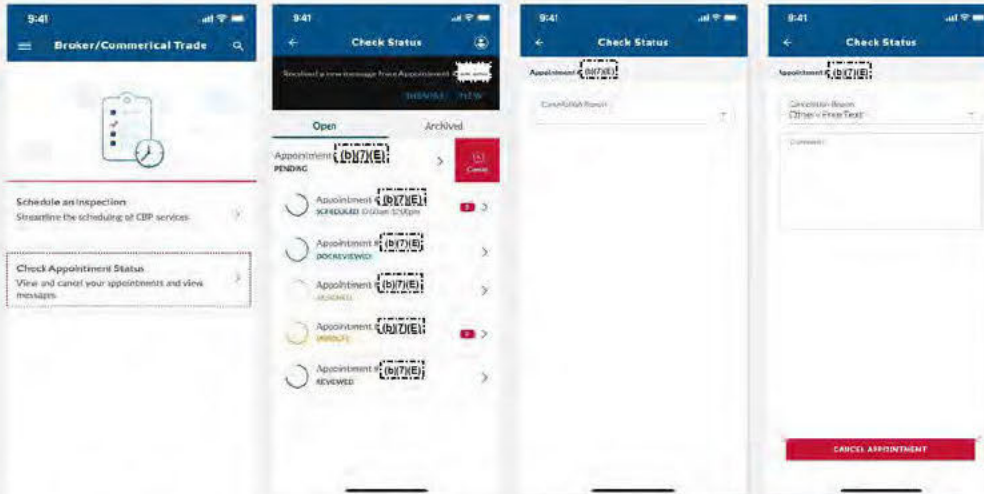 9:41
Broker/Commerical Trade
Schedule an Inspection
Streamline the scheduling of CBP services
Check Appointment Status
View and cancel your appointments and view
messages
9:41
Check Status
Received a new message from Appointment
DISMISS VIEW
Open Archived
Appointment # (b)(7)(E)
PENDING
Cancel
Appointment # (b)(7)(E)
SCHEDULED
Appointment # (b)(7)(E)
DOCREVIEWED
Appointment # (b)(7)(E)
Appointment # (b)(7)(E)
Appointment # (b)(7)(E)
REVIEWED
9:41
Check Status
Appointment # (b)(7)(E)
Cancellation Reason
9:41
Check Status
Appointment # (b)(7)(E)
Cancellation Reason
Other - Free Text
Comment
CANCEL APPOINTMENT